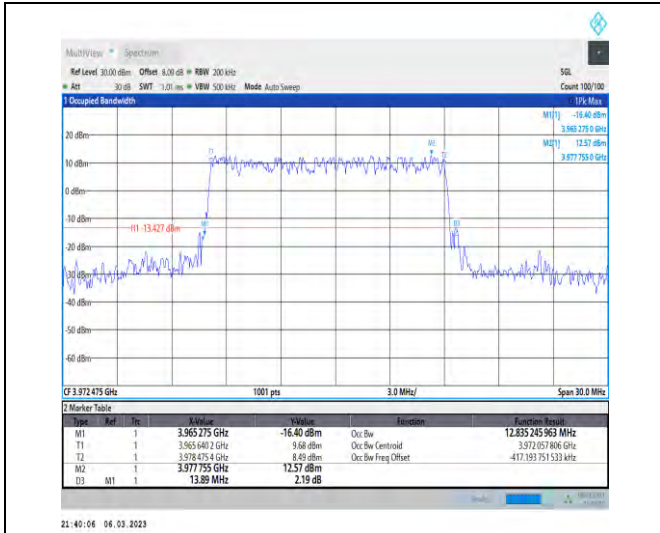 MultiView Spectrum
Ref Level 30.00 dBm Offset 8.00 dB RBW 200 kHz SGL
Att 30 dB SWT 1.01 ms VBW 500 kHz Mode Auto Sweep Count 100/100
1 Occupied Bandwidth 1Pk Max
M1[1] -16.40 dBm
3.965 275 0 GHz
M2[1] 12.57 dBm
3.977 755 0 GHz
20 dBm
10 dBm
0 dBm
-10 dBm
H1 -13.427 dBm
-30 dBm
-40 dBm
-50 dBm
-60 dBm
T1
M2
T2
M1
D3
CF 3.972 475 GHz 1001 pts 3.0 MHz/ Span 30.0 MHz
2 Marker Table
Type Ref Trc X-Value Y-Value Function Function Result
M1 1 3.965 275 GHz -16.40 dBm Occ Bw 12.835 245 963 MHz
T1 1 3.965 640 2 GHz 9.68 dBm Occ Bw Centroid 3.972 057 806 GHz
T2 1 3.978 475 4 GHz 8.49 dBm Occ Bw Freq Offset -417.193 751 533 kHz
M2 1 3.977 755 GHz 12.57 dBm
D3 M1 1 13.89 MHz 2.19 dB
21:40:06 06.03.2023